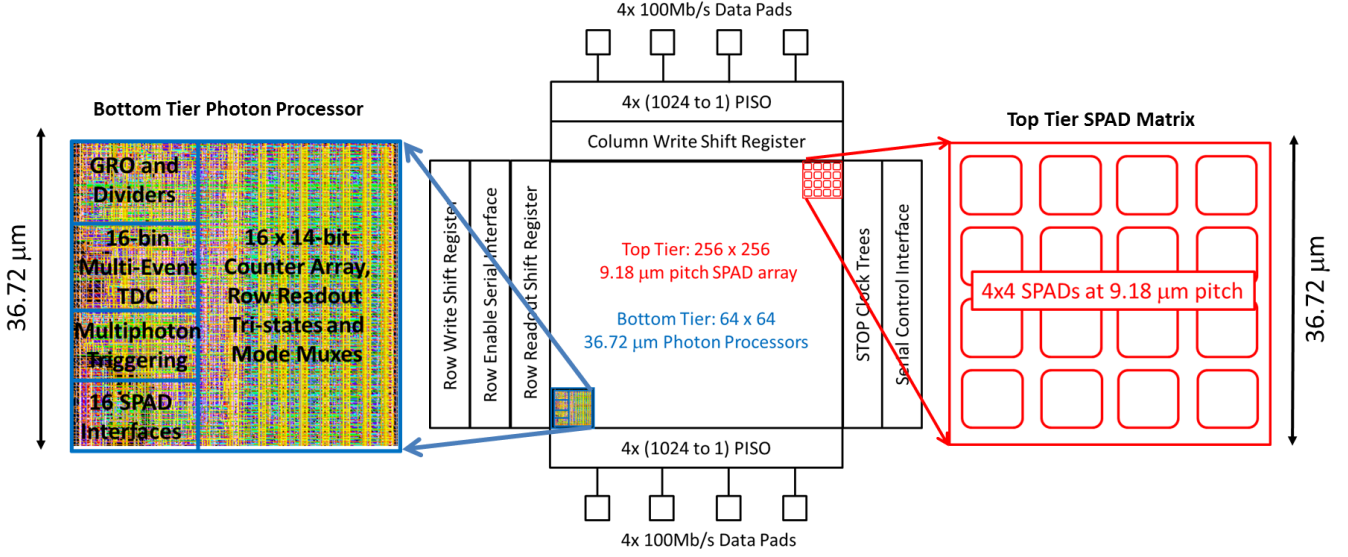 4x 100Mb/s Data Pads
4x (1024 to 1) PISO
Column Write Shift Register
Bottom Tier Photon Processor
36.72 μm
GRO and
Dividers
16-bin
Multi-Event
TDC
Multiphoton
Triggering
16 SPAD
Interfaces
16 x 14-bit
Counter Array,
Row Readout
Tri-states and
Mode Muxes
Row Write Shift Register
Row Enable Serial Interface
Row Readout Shift Register
Top Tier: 256 x 256
9.18 μm pitch SPAD array
Bottom Tier: 64 x 64
36.72 μm Photon Processors
STOP Clock Trees
Serial Control Interface
Top Tier SPAD Matrix
4x4 SPADs at 9.18 μm pitch
36.72 μm
4x (1024 to 1) PISO
4x 100Mb/s Data Pads